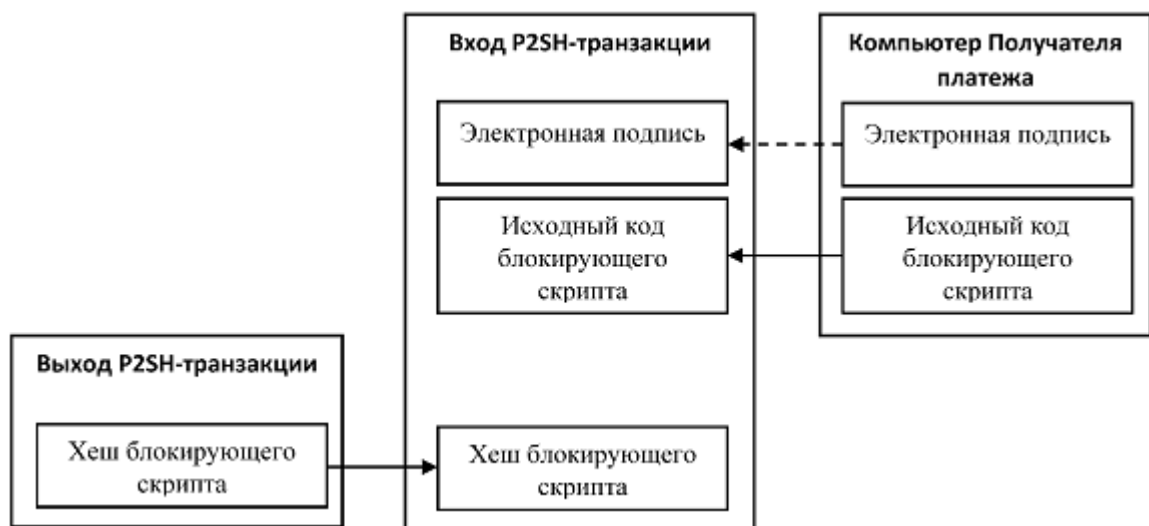 Вход P2SH-транзакции
Электронная подпись
Исходный код
блокирующего
скрипта
Хеш блокирующего
скрипта
Компьютер Получателя
платежа
Электронная подпись
Исходный код
блокирующего
скрипта
Выход P2SH-транзакции
Хеш блокирующего
скрипта